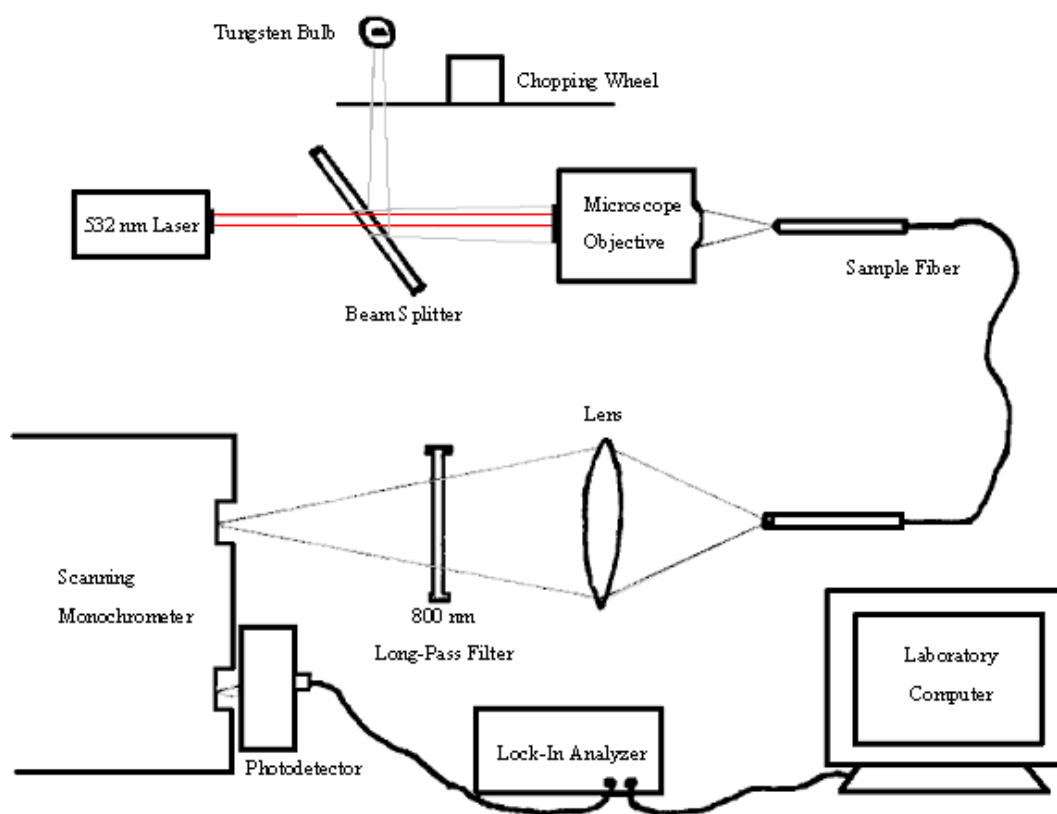 Tungsten Bulb
Chopping Wheel
532 nm Laser
Microscope
Objective
Sample Fiber
Beam Splitter
Lens
Scanning
Monochrometer
800 nm
Long-Pass Filter
Laboratory
Computer
Lock-In Analyzer
Photodetector